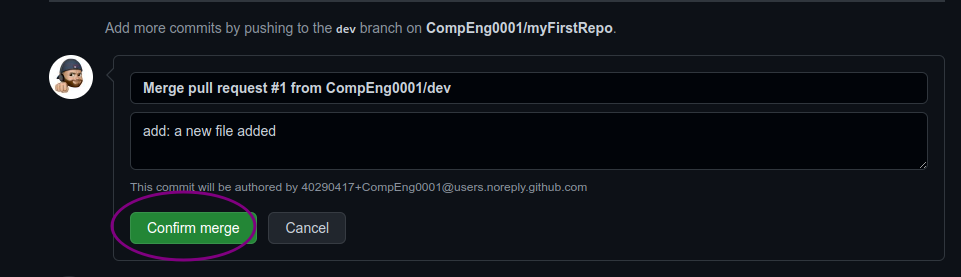 Add more commits by pushing to the dev branch on CompEng0001/myFirstRepo.
Merge pull request #1 from CompEng0001/dev
add: a new file added
This commit will be authored by 40290417+CompEng0001@users.noreply.github.com
Confirm merge
Cancel